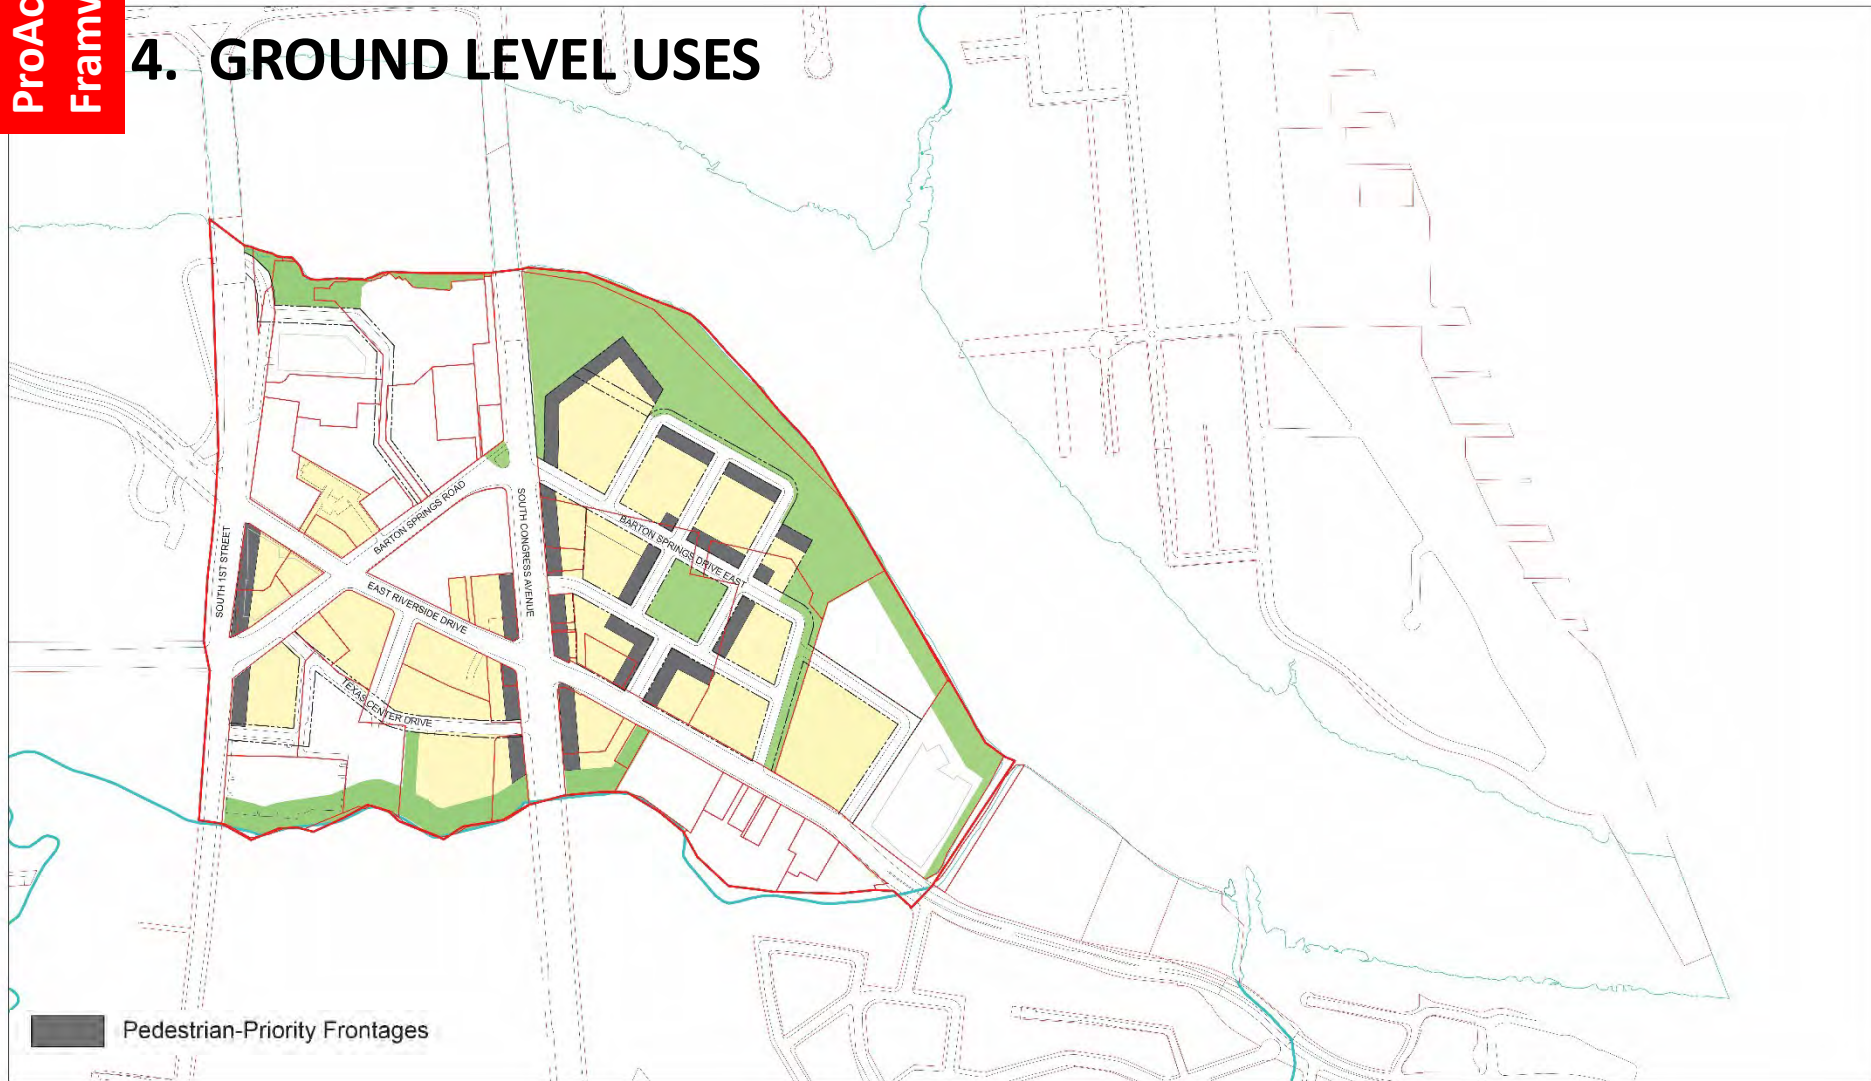 ProAc
Framv
4. GROUND LEVEL USES
BARTON SPRINGS ROAD
SOUTH CONGRESS AVENUE
BARTON SPRINGS DRIVE EAST
SOUTH 1ST STREET
EAST RIVERSIDE DRIVE
TEXAS CENTER DRIVE
Pedestrian-Priority Frontages